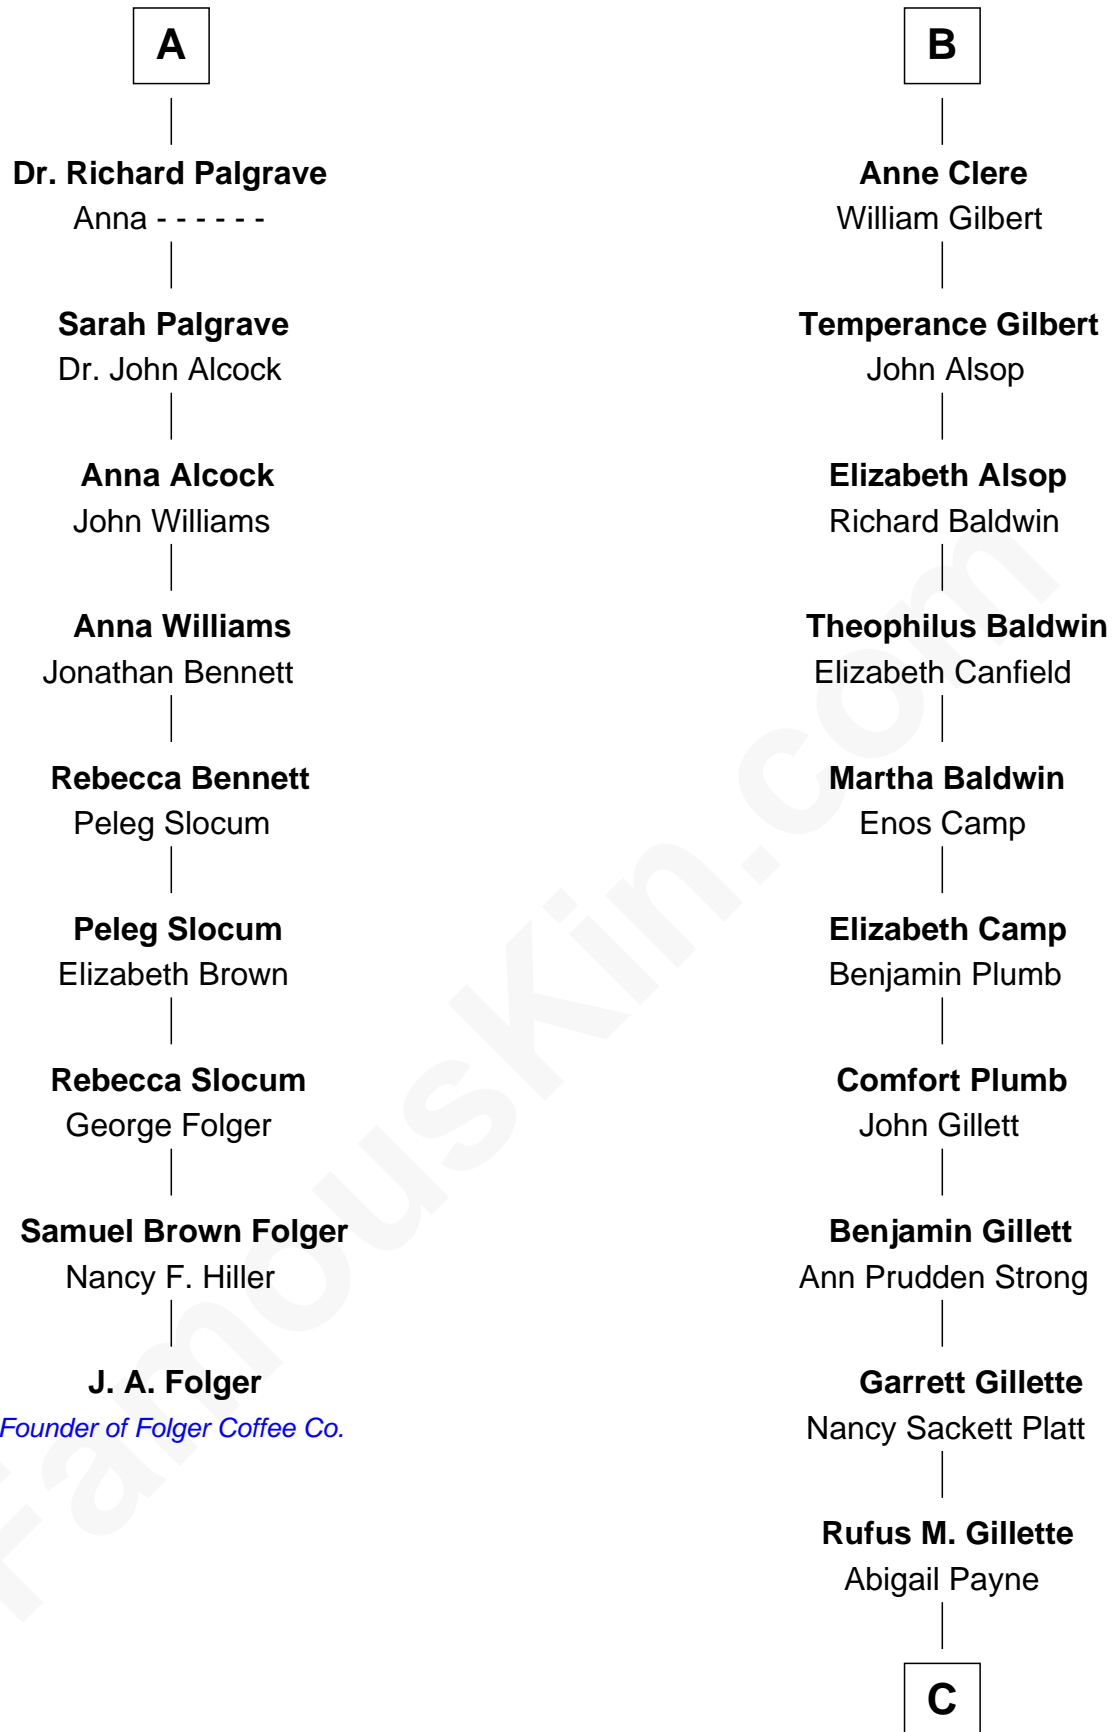 A
Dr. Richard Palgrave
Anna - - - - - -
Sarah Palgrave
Dr. John Alcock
Anna Alcock
John Williams
Anna Williams
Jonathan Bennett
Rebecca Bennett
Peleg Slocum
Peleg Slocum
Elizabeth Brown
Rebecca Slocum
George Folger
Samuel Brown Folger
Nancy F. Hiller
J. A. Folger
Founder of Folger Coffee Co.
B
Anne Clere
William Gilbert
Temperance Gilbert
John Alsop
Elizabeth Alsop
Richard Baldwin
Theophilus Baldwin
Elizabeth Canfield
Martha Baldwin
Enos Camp
Elizabeth Camp
Benjamin Plumb
Comfort Plumb
John Gillett
Benjamin Gillett
Ann Prudden Strong
Garrett Gillette
Nancy Sackett Platt
Rufus M. Gillette
Abigail Payne
C
FamousKin.com